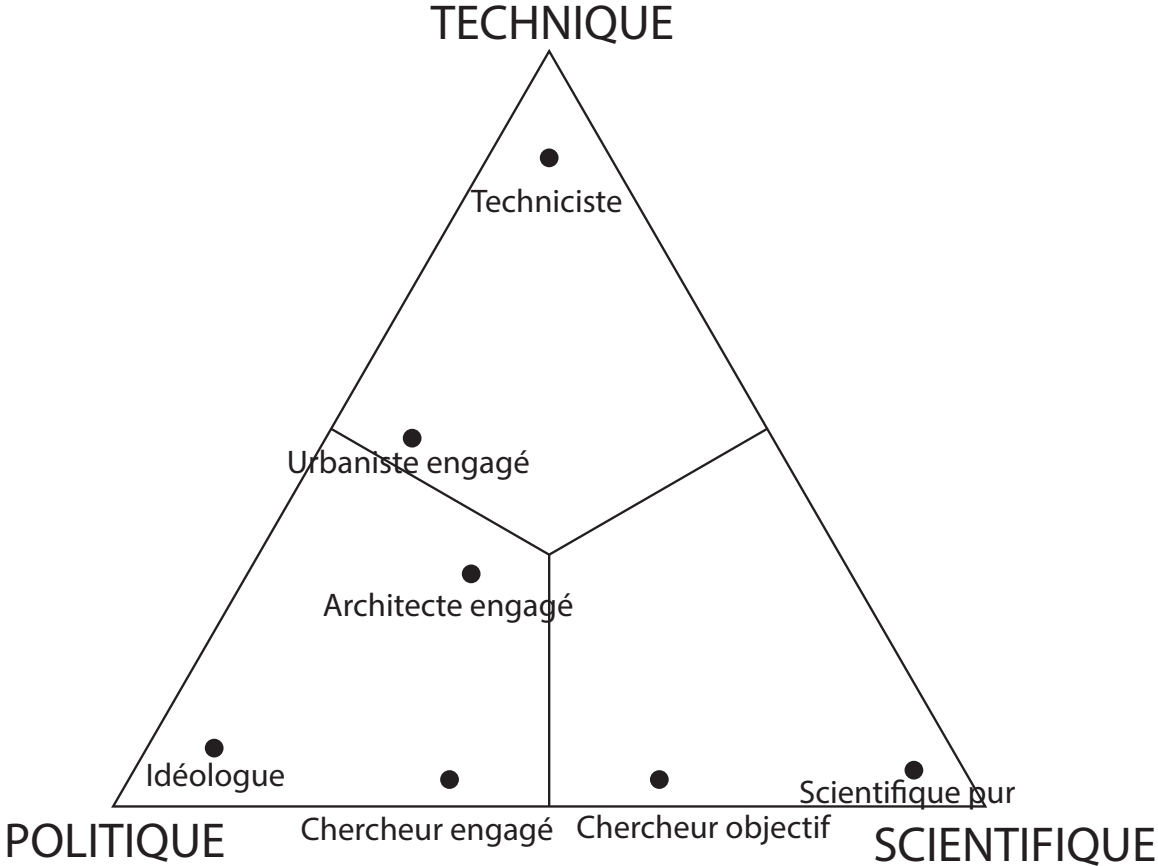 TECHNIQUE
Techniciste
Urbaniste engagé
Architecte engagé
Idéologue
Scientifique pur
Chercheur engagé
Chercheur objectif
POLITIQUE
SCIENTIFIQUE